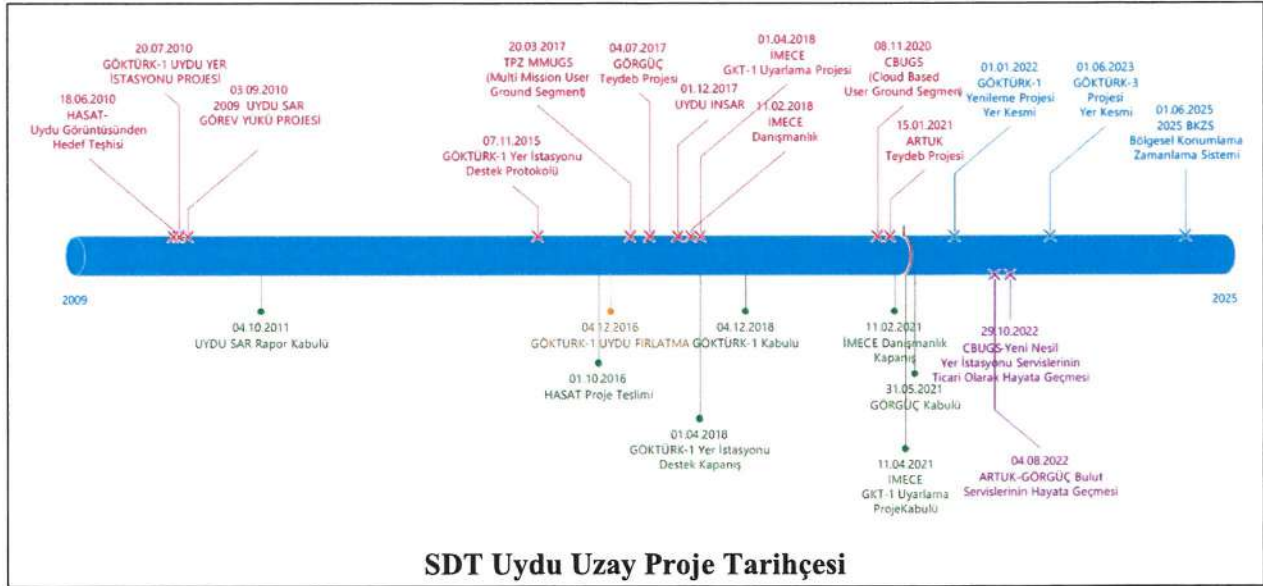 20.07.2010
GÖKTÜRK-1 UYDU YER
İSTASYONU PROJESİ
18.06.2010
HASAT-
Uydu Görüntüsünden
Hedef Teşhisi
03.09.2010
2009 UYDU SAR
GÖREV YÜKÜ PROJESİ
07.11.2015
GÖKTÜRK-1 Yer İstasyonu
Destek Protokolü
20.03.2017
TPZ MMUGS
(Multi Mission User
Ground Segment)
04.07.2017
GÖRGÜÇ
Teydeb Projesi
01.12.2017
UYDU INSAR
01.04.2018
İMECE
GKT-1 Uyarlama Projesi
11.02.2018
İMECE
Danışmanlık
08.11.2020
CBUGS
(Cloud Based
User Ground Segment)
15.01.2021
ARTUK
Teydeb Projesi
01.01.2022
GÖKTÜRK-1
Yenileme Projesi
Yer Kesmi
01.06.2023
GÖKTÜRK-3
Projesi
Yer Kesmi
01.06.2025
2025 BKZS
Bölgesel Konumlama
Zamanlama Sistemi
2009
2025
04.10.2011
UYDU SAR Rapor Kabulü
04.12.2016
GÖKTÜRK-1 UYDU FIRLATMA
01.10.2016
HASAT Proje Teslimi
04.12.2018
GÖKTÜRK-1 Kabulu
01.04.2018
GÖKTÜRK-1 Yer İstasyonu
Destek Kapanış
11.02.2021
İMECE Danışmanlık
Kapanış
31.05.2021
GÖRGÜÇ Kabulü
11.04.2021
IMECE
GKT-1 Uyarlama
ProjeKabulü
29.10.2022
CBUGS-Yeni Nesil
Yer İstasyonu Servislerinin
Ticari Olarak Hayata Geçmesi
04.08.2022
ARTUK-GÖRGÜÇ Bulut
Servislerinin Hayata Geçmesi
SDT Uydu Uzay Proje Tarihçesi